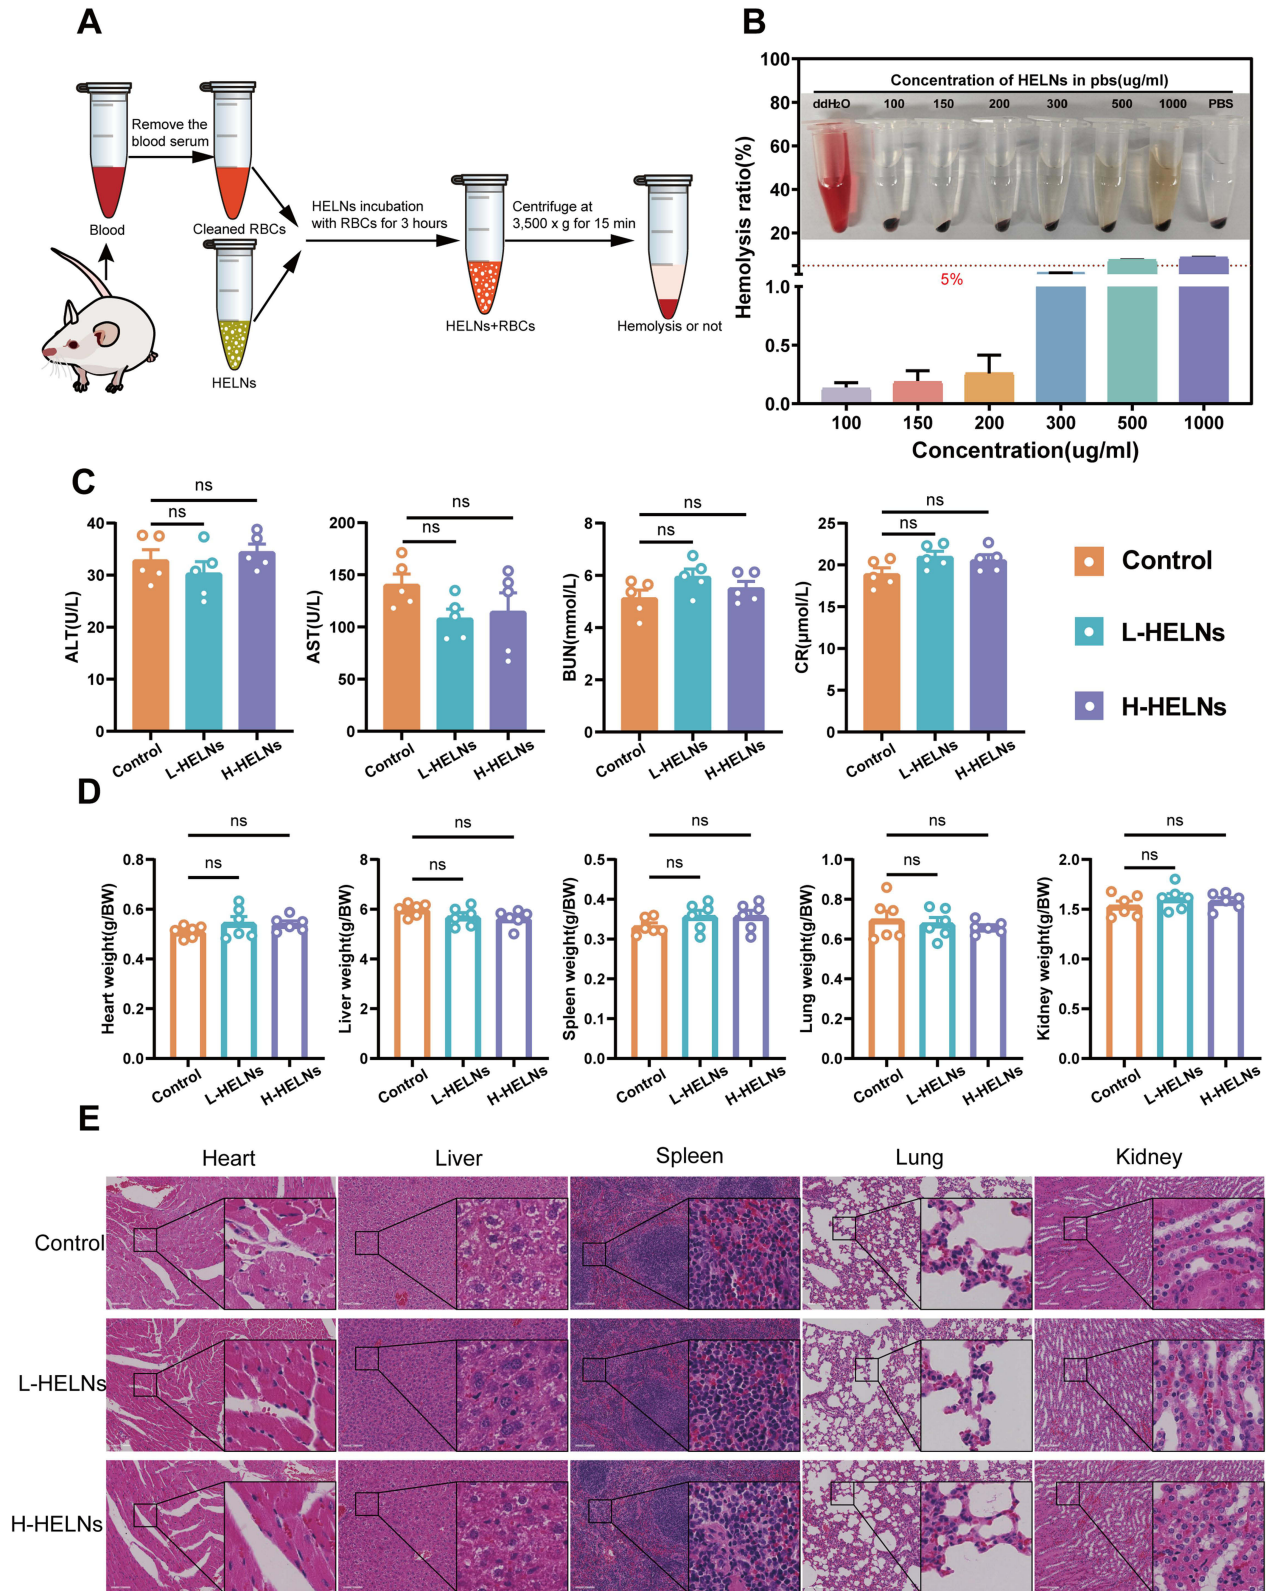 A
Remove the
blood serum
Blood
Cleaned RBCs
HELNs incubation
with RBCs for 3 hours
Centrifuge at
3,500 x g for 15 min
HELNs
HELNs+RBCs
Hemolysis or not
B
Hemolysis ratio(%)
100
80
60
40
20
1.0
0.5
0.0
Concentration of HELNs in pbs(ug/ml)
ddH₂O 100 150 200 300 500 1000 PBS
5%
100 150 200 300 500 1000
Concentration(ug/ml)
C
ALT(U/L)
40
30
20
10
0
ns
ns
Control L-HELNs H-HELNs
AST(U/L)
200
150
100
50
0
ns
ns
Control L-HELNs H-HELNs
BUN(mmol/L)
8
6
4
2
0
ns
ns
Control L-HELNs H-HELNs
CR(μmol/L)
25
20
15
10
5
0
ns
ns
Control L-HELNs H-HELNs
Control
L-HELNs
H-HELNs
D
Heart weight(g/BW)
0.8
0.6
0.4
0.2
0.0
ns
ns
Control L-HELNs H-HELNs
Liver weight(g/BW)
8
6
4
2
0
ns
ns
Control L-HELNs H-HELNs
Spleen weight(g/BW)
0.5
0.4
0.3
0.2
0.1
0.0
ns
ns
Control L-HELNs H-HELNs
Lung weight(g/BW)
1.0
0.8
0.6
0.4
0.2
0.0
ns
ns
Control L-HELNs H-HELNs
Kidney weight(g/BW)
2.0
1.5
1.0
0.5
0.0
ns
ns
Control L-HELNs H-HELNs
E
Heart Liver Spleen Lung Kidney
Control
L-HELNs
H-HELNs